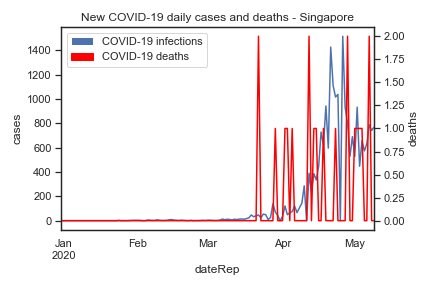 New COVID-19 daily cases and deaths - Singapore
COVID-19 infections
COVID-19 deaths
cases
1400
1200
1000
800
600
400
200
0
deaths
2.00
1.75
1.50
1.25
1.00
0.75
0.50
0.25
0.00
Jan Feb Mar Apr May
2020
dateRep